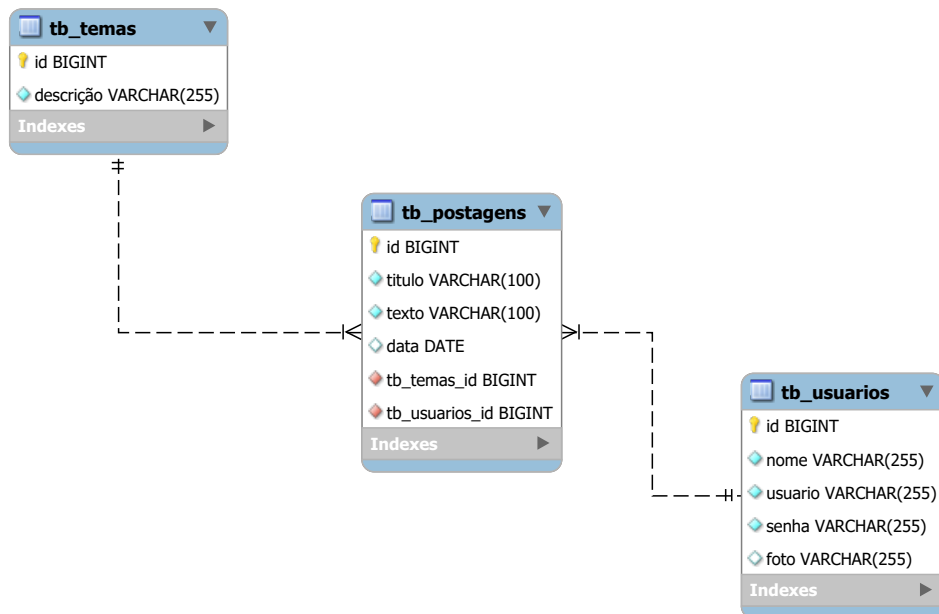 tb_temas
id BIGINT
descrição VARCHAR(255)
Indexes
tb_postagens
id BIGINT
titulo VARCHAR(100)
texto VARCHAR(100)
data DATE
tb_temas_id BIGINT
tb_usuarios_id BIGINT
Indexes
tb_usuarios
id BIGINT
nome VARCHAR(255)
usuario VARCHAR(255)
senha VARCHAR(255)
foto VARCHAR(255)
Indexes